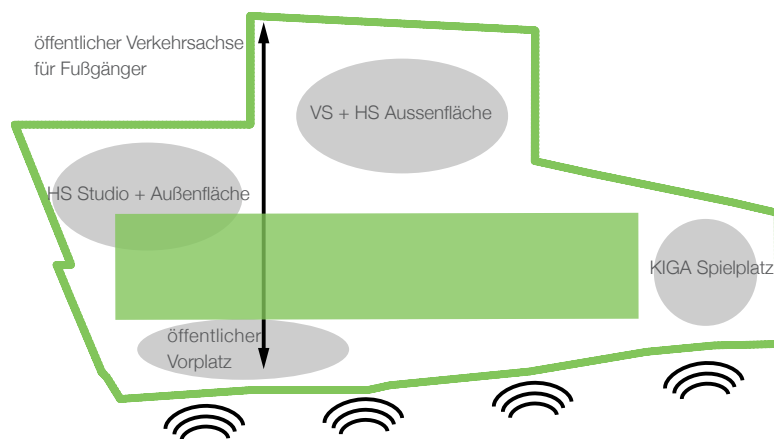 öffentlicher Verkehrsachse
für Fußgänger
VS + HS Aussenfläche
HS Studio + Außenfläche
KIGA Spielplatz
öffentlicher
Vorplatz